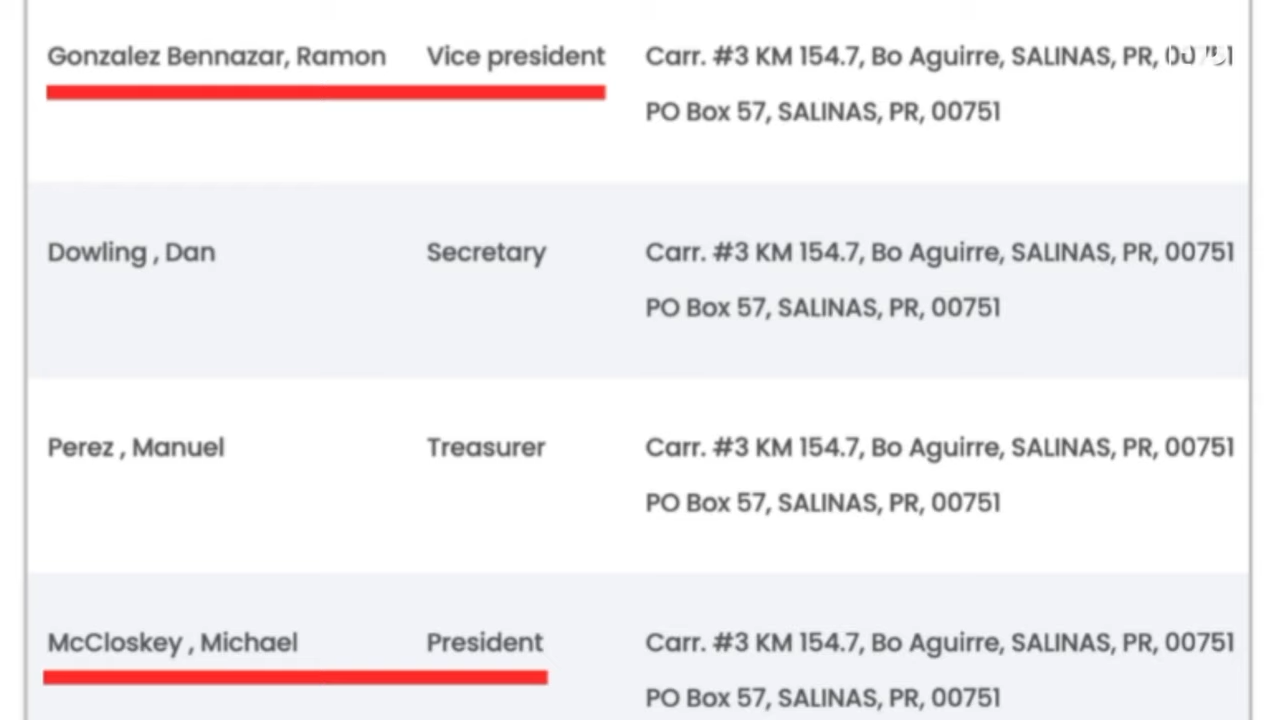 Gonzalez Bennazar, Ramon Vice president Carr. #3 KM 154.7, Bo Aguirre, SALINAS, PR, 00751
PO Box 57, SALINAS, PR, 00751
Dowling , Dan Secretary Carr. #3 KM 154.7, Bo Aguirre, SALINAS, PR, 00751
PO Box 57, SALINAS, PR, 00751
Perez , Manuel Treasurer Carr. #3 KM 154.7, Bo Aguirre, SALINAS, PR, 00751
PO Box 57, SALINAS, PR, 00751
McCloskey , Michael President Carr. #3 KM 154.7, Bo Aguirre, SALINAS, PR, 00751
PO Box 57, SALINAS, PR, 00751